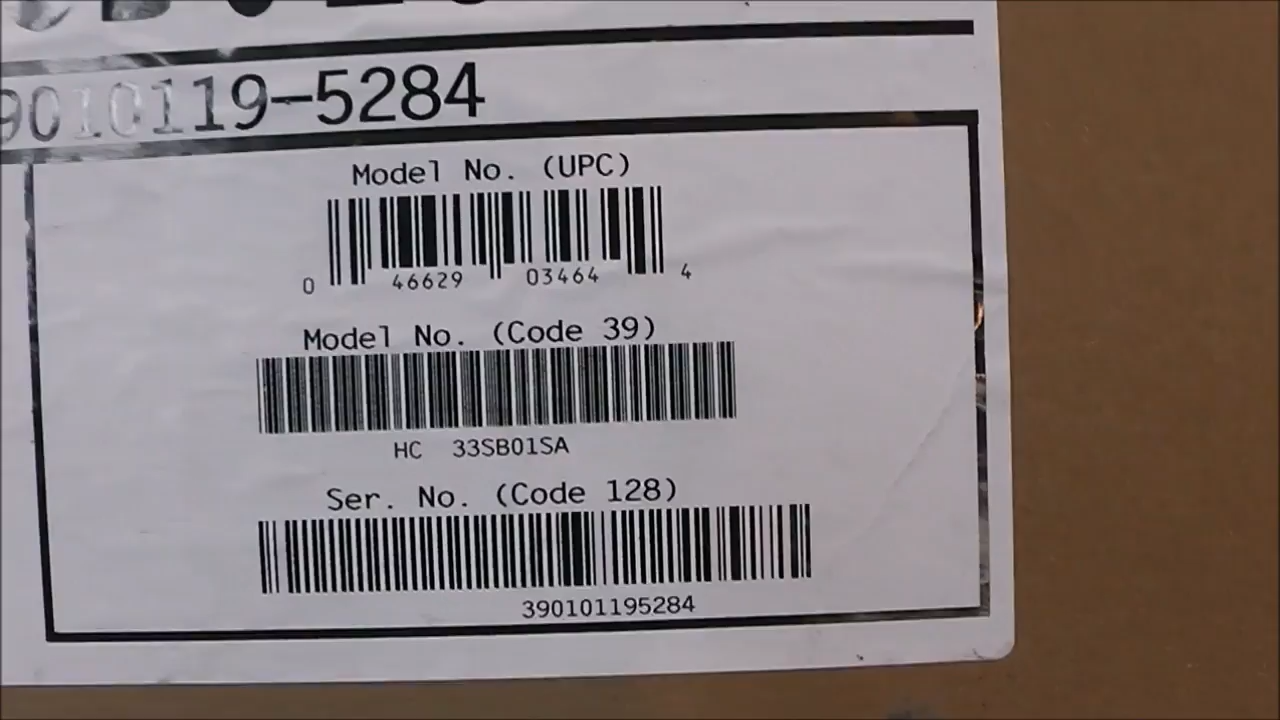 9010119-5284
Model No. (UPC)
0 46629 03464 4
Model No. (Code 39)
HC 33SB01SA
Ser. No. (Code 128)
390101195284